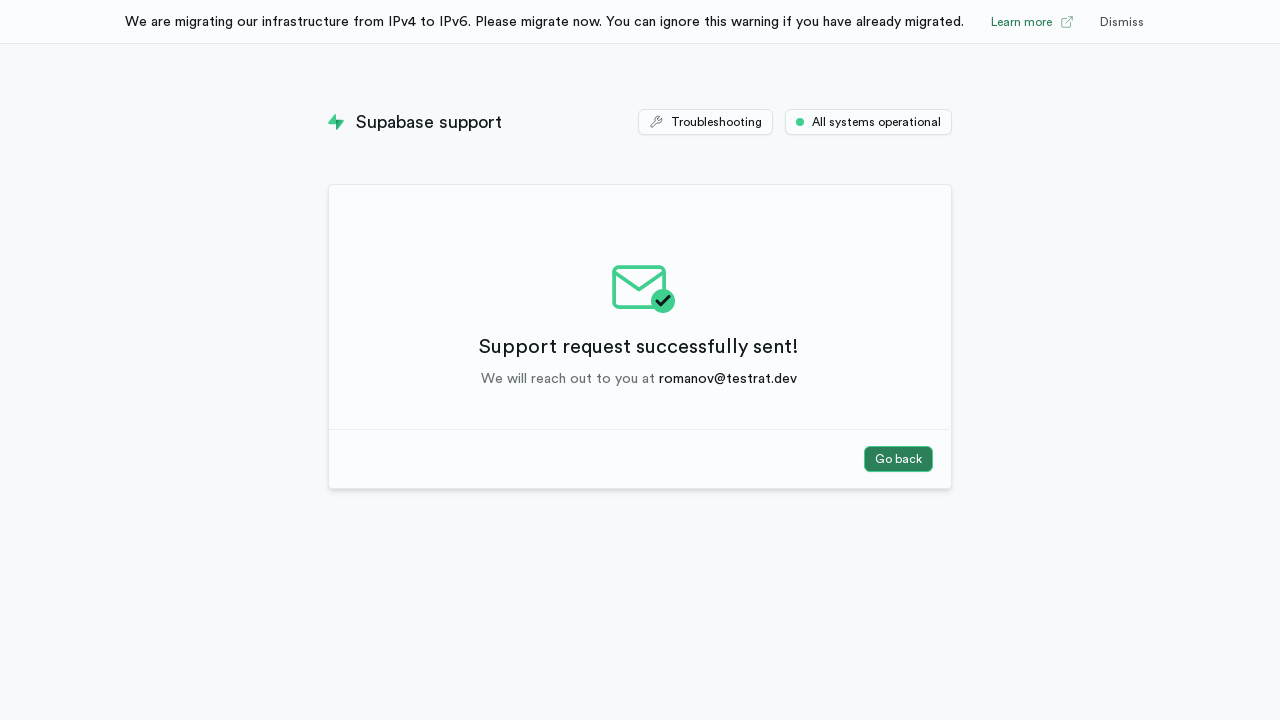 We are migrating our infrastructure from IPv4 to IPv6. Please migrate now. You can ignore this warning if you have already migrated.
Learn more
Dismiss
Supabase support
Troubleshooting
All systems operational
Support request successfully sent!
We will reach out to you at romanov@testrat.dev
Go back